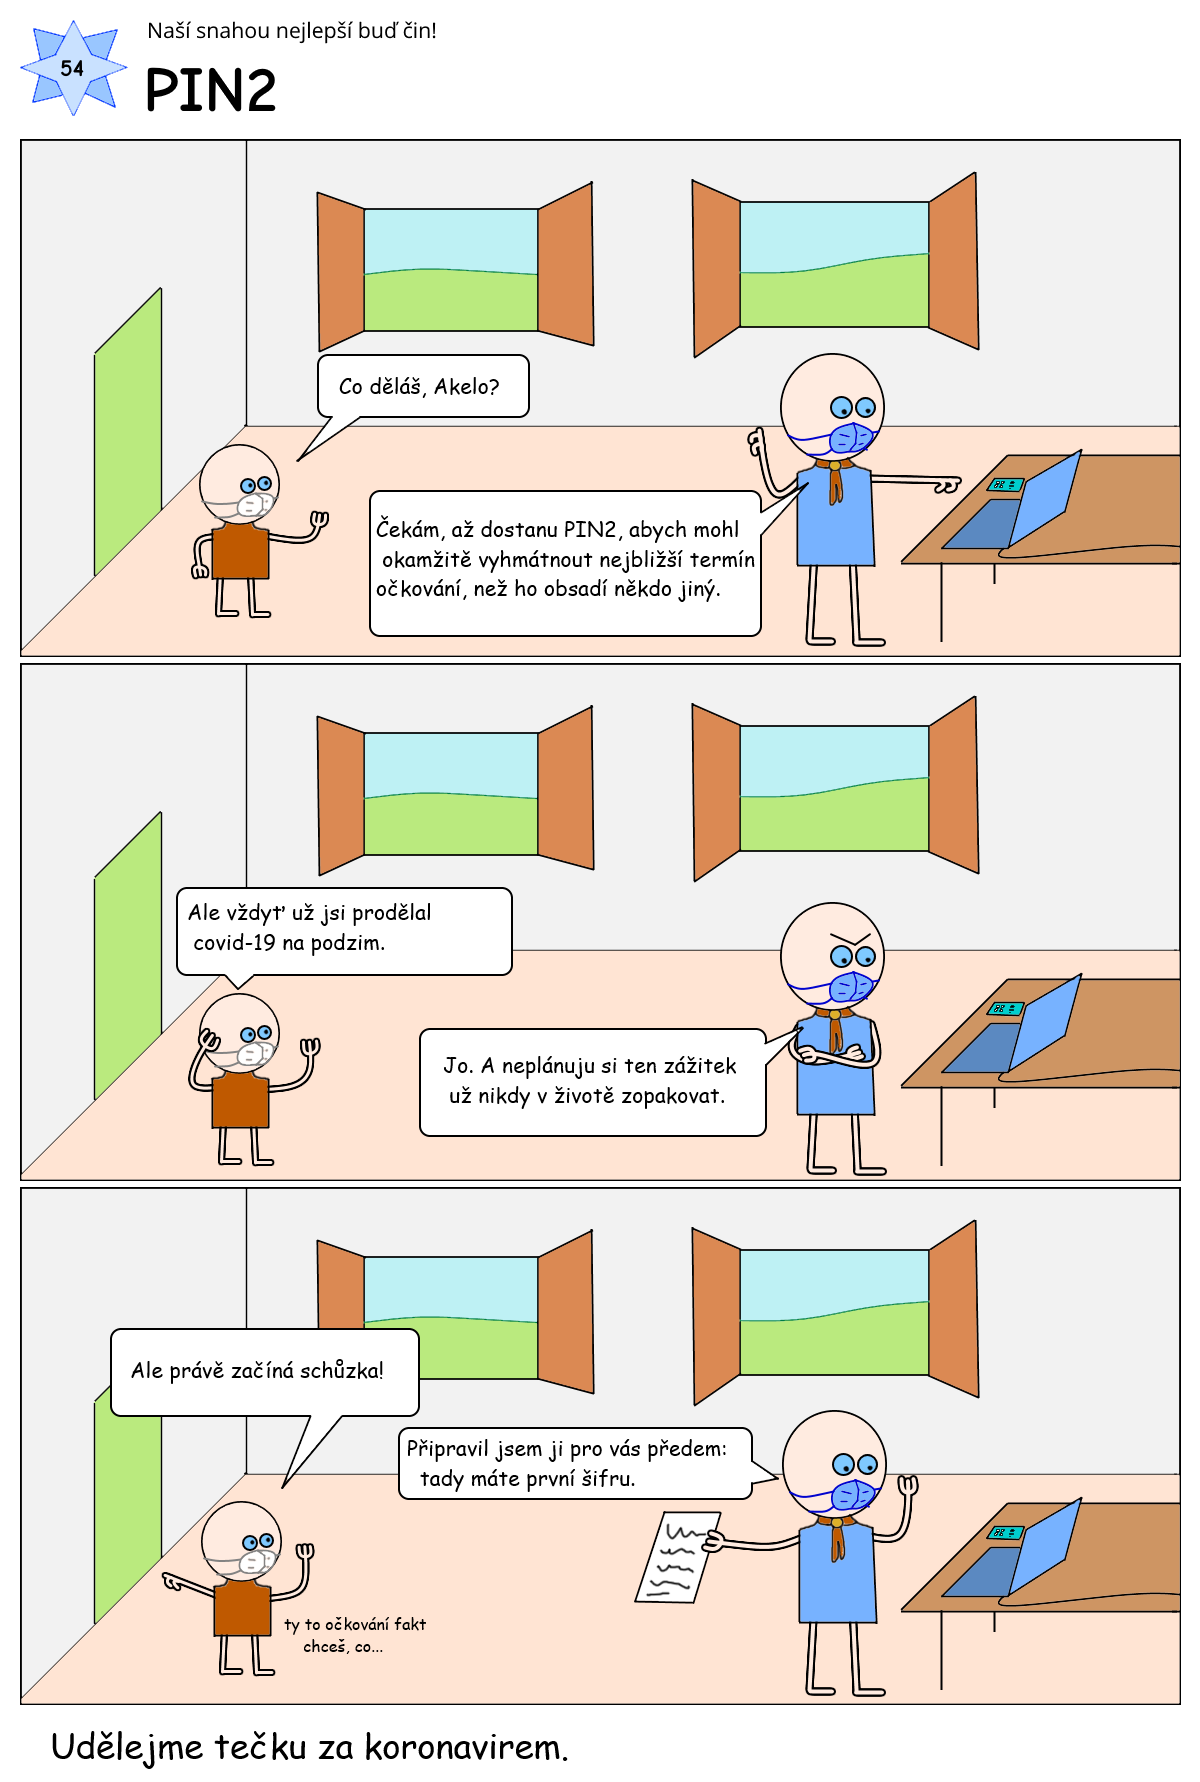 Naší snahou nejlepší buď čin!
54
PIN2
Co děláš, Akelo?
Čekám, až dostanu PIN2, abych mohl
okamžitě vyhmátnout nejbližší termín
očkování, než ho obsadí někdo jiný.
Ale vždyť už jsi prodělal
covid-19 na podzim.
Jo. A neplánuju si ten zážitek
už nikdy v životě zopakovat.
Ale právě začíná schůzka!
Připravil jsem ji pro vás předem:
tady máte první šifru.
ty to očkování fakt
chceš, co...
Udělejme tečku za koronavirem.